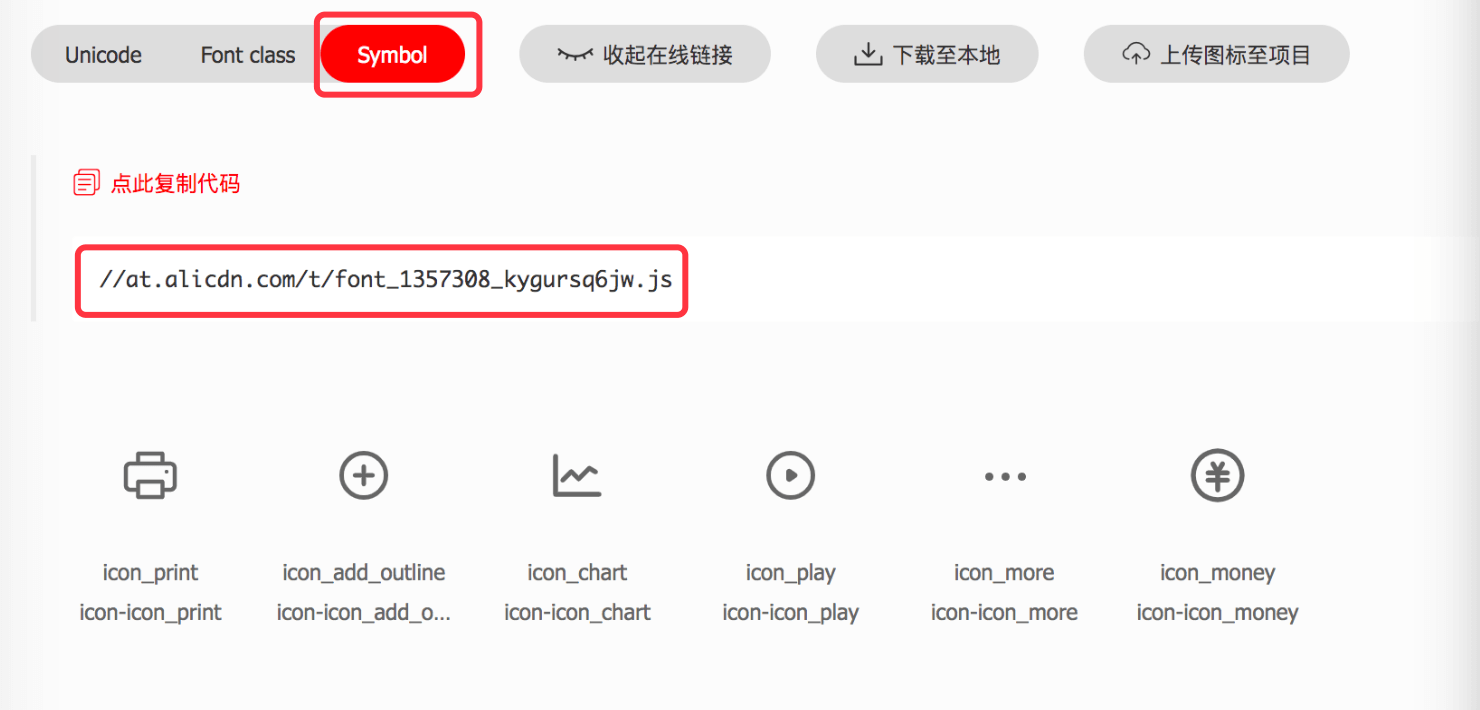 Unicode Font class Symbol 收起在线链接 下载至本地 上传图标至项目
点此复制代码
//at.alicdn.com/t/font_1357308_kygursq6jw.js
icon_print icon_add_outline icon_chart icon_play icon_more icon_money
icon-icon_print icon-icon_add_o... icon-icon_chart icon-icon_play icon-icon_more icon-icon_money